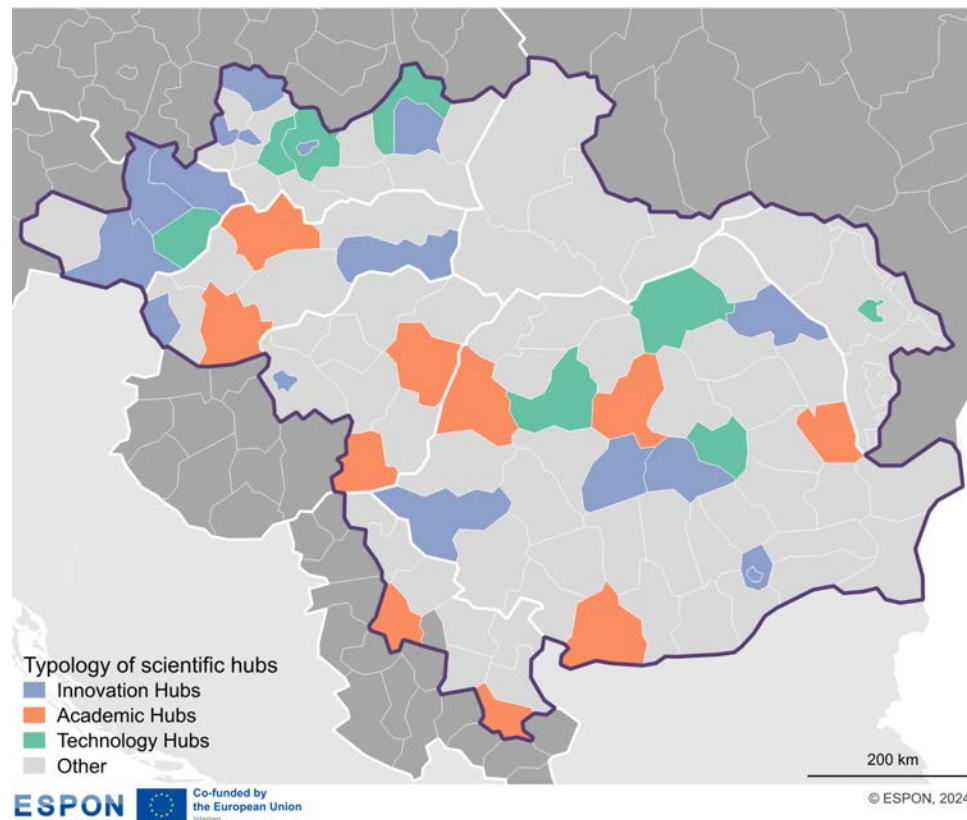 Typology of scientific hubs
Innovation Hubs
Academic Hubs
Technology Hubs
Other
200 km
ESPON
Co-funded by
the European Union
Interreg
© ESPON, 2024